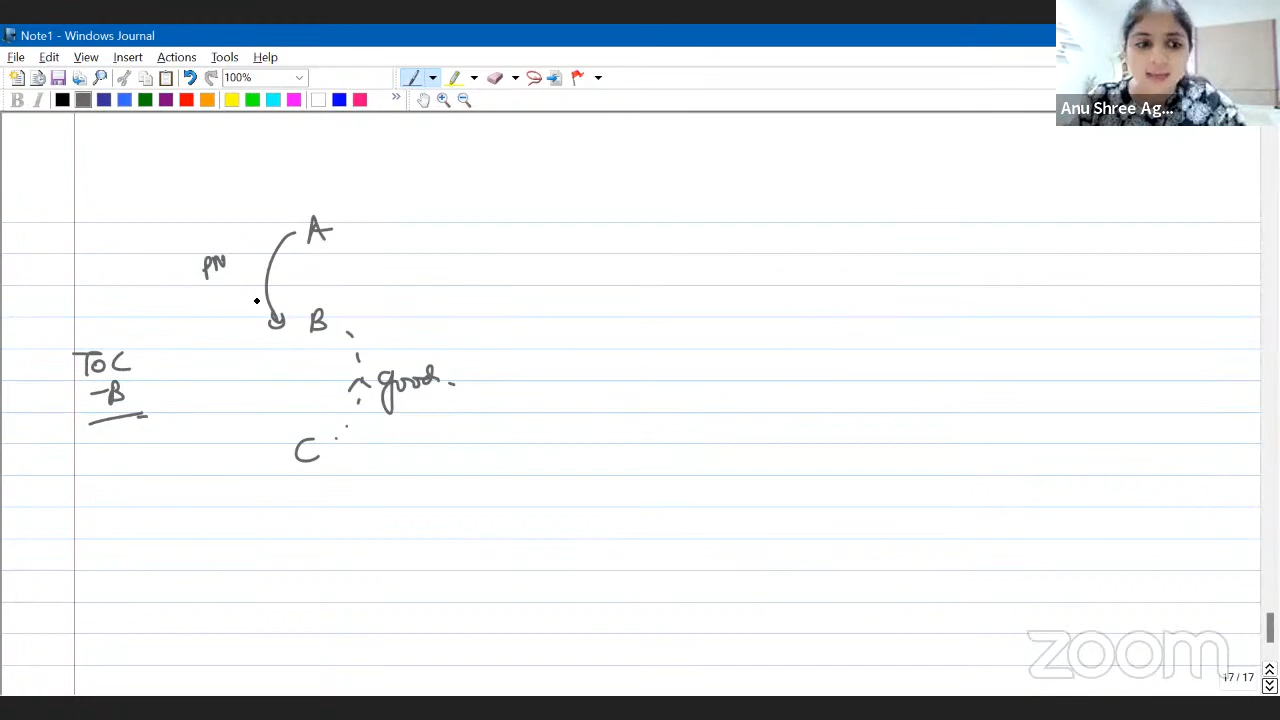 Note1 - Windows Journal
File Edit View Insert Actions Tools Help
100%
B I
Anu Shree Ag...
A
PN
B
TOC
-B
good.
C
zoom
17 / 17